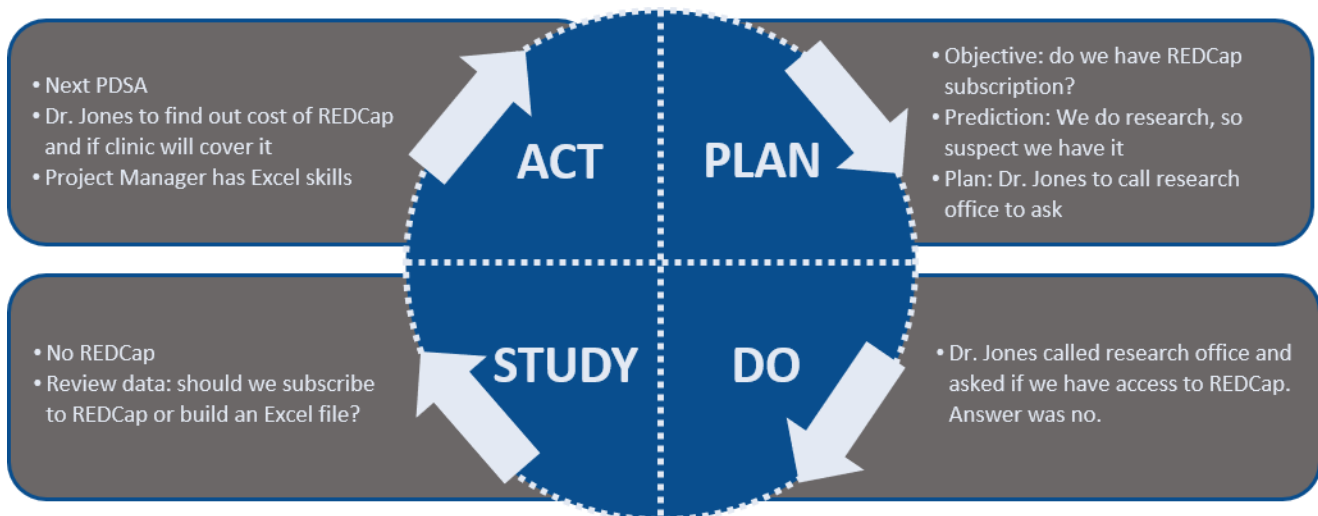 • Next PDSA
• Dr. Jones to find out cost of REDCap
and if clinic will cover it
• Project Manager has Excel skills
ACT
PLAN
• Objective: do we have REDCap
subscription?
• Prediction: We do research, so
suspect we have it
• Plan: Dr. Jones to call research
office to ask
• No REDCap
• Review data: should we subscribe
to REDCap or build an Excel file?
STUDY
DO
• Dr. Jones called research office and
asked if we have access to REDCap.
Answer was no.